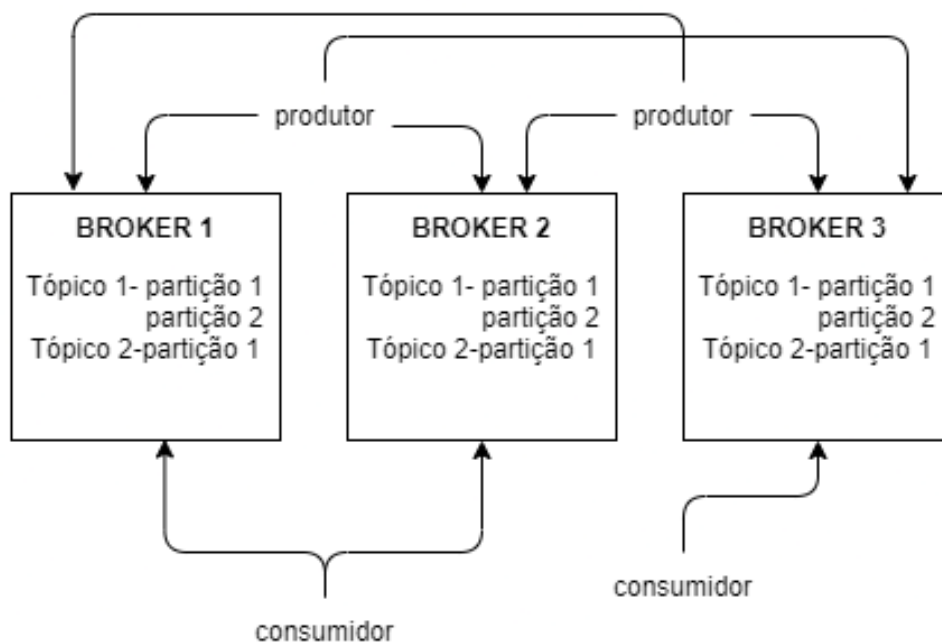 produtor
produtor
BROKER 1
Tópico 1- partição 1
partição 2
Tópico 2-partição 1
BROKER 2
Tópico 1- partição 1
partição 2
Tópico 2-partição 1
BROKER 3
Tópico 1- partição 1
partição 2
Tópico 2-partição 1
consumidor
consumidor